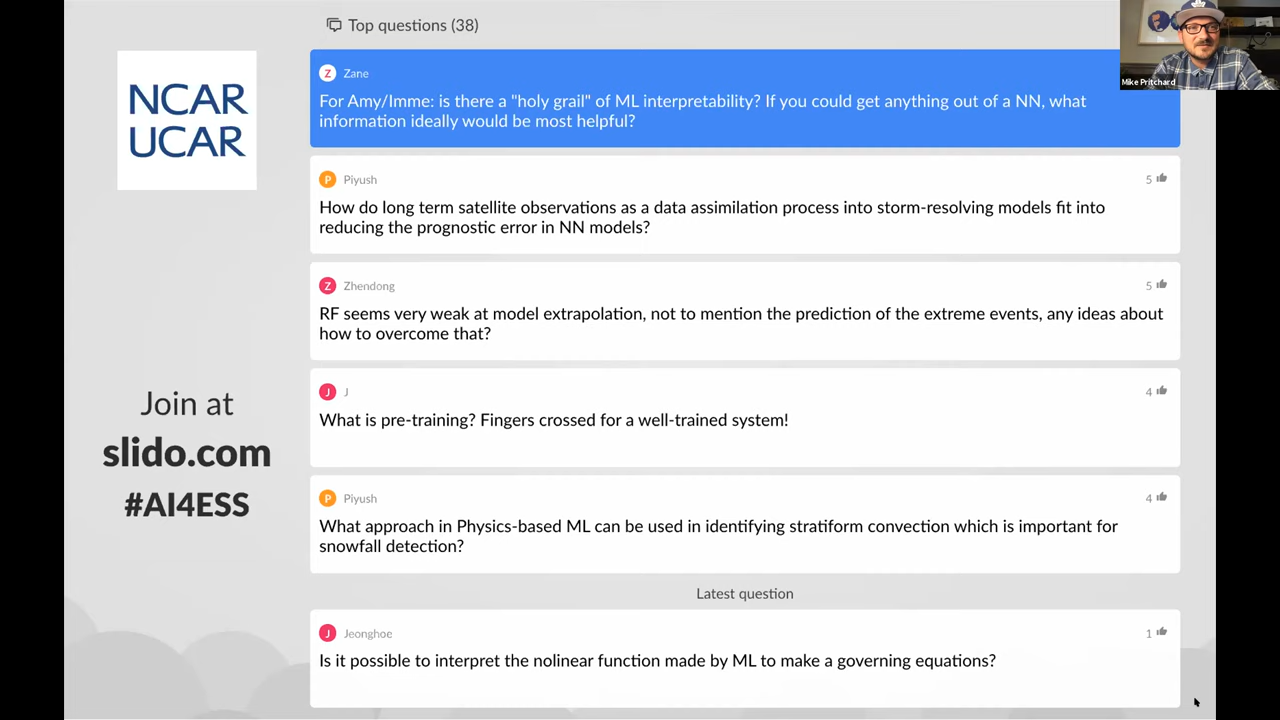 Top questions (38)
NCAR
UCAR
Z Zane
For Amy/Imme: is there a "holy grail" of ML interpretability? If you could get anything out of a NN, what
information ideally would be most helpful?
Mike Pritchard
P Piyush 5
How do long term satellite observations as a data assimilation process into storm-resolving models fit into
reducing the prognostic error in NN models?
Z Zhendong 5
RF seems very weak at model extrapolation, not to mention the prediction of the extreme events, any ideas about
how to overcome that?
J J 4
What is pre-training? Fingers crossed for a well-trained system!
Join at
slido.com
#AI4ESS
P Piyush 4
What approach in Physics-based ML can be used in identifying stratiform convection which is important for
snowfall detection?
Latest question
J Jeonghoe 1
Is it possible to interpret the nolinear function made by ML to make a governing equations?